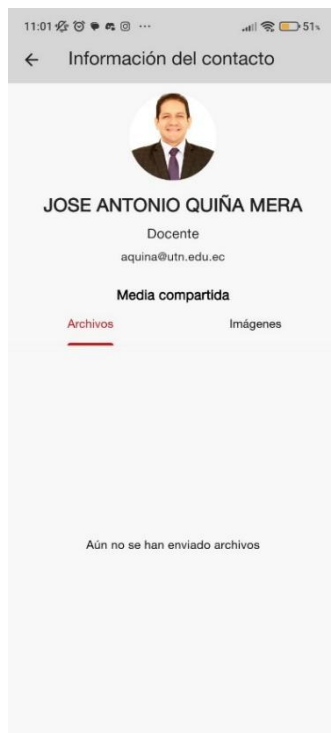 11:01 51%
Información del contacto
JOSE ANTONIO QUIÑA MERA
Docente
aquina@utn.edu.ec
Media compartida
Archivos Imágenes
Aún no se han enviado archivos